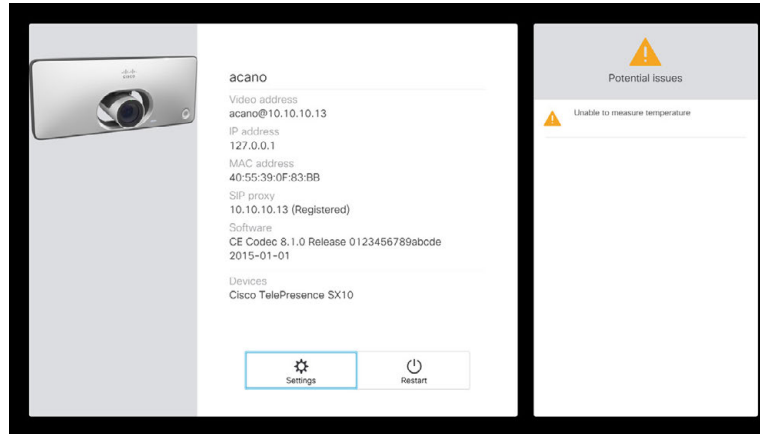 acano
Video address
acano@10.10.10.13
IP address
127.0.0.1
MAC address
40:55:39:0F:83:BB
SIP proxy
10.10.10.13 (Registered)
Software
CE Codec 8.1.0 Release 0123456789abcde
2015-01-01
Devices
Cisco TelePresence SX10
Settings
Restart
Potential issues
Unable to measure temperature